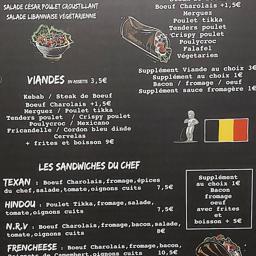 SALADE CÉSAR POULET CROUSTILLANT
SALADE LIBANNAISE VÉGÉTARIENNE
Boeuf Charolais +1,5€
Merguez
Poulet tikka
Tenders poulet
Crispy poulet
Poulycroc
Falafel
Végétarien
Supplément Viande au choix 3€
Supplément au choix 1€
Bacon / fromage / oeuf
Supplément sauce fromagère 1€
VIANDES EN ASSIETTE 3,5€
Kebab / Steak de Boeuf
Boeuf Charolais +1,5€
Merguez / Poulet tikka
Tenders poulet / Crispy poulet
Poulycroc / Mexicano
Fricandelle / Cordon bleu dinde
Cervelas
+ frites et boisson 9€
LES SANDWICHES DU CHEF
TEXAN : Boeuf Charolais,fromage,épices
du chef,salade,tomate,oignons cuits 7,5€
HINDOU : Poulet Tikka,fromage,salade,
tomate,oignons cuits 7,5€
N.R.V : Boeuf Charolais,fromage,bacon,salade,
tomate,oignons cuits 8€
FRENCHEESE : Boeuf Charolais,fromage,bacon,
Camembert,oignons cuits 10,5€
Supplément
au choix 1€
Bacon
fromage
oeuf
avec frites
et
boisson + 5€